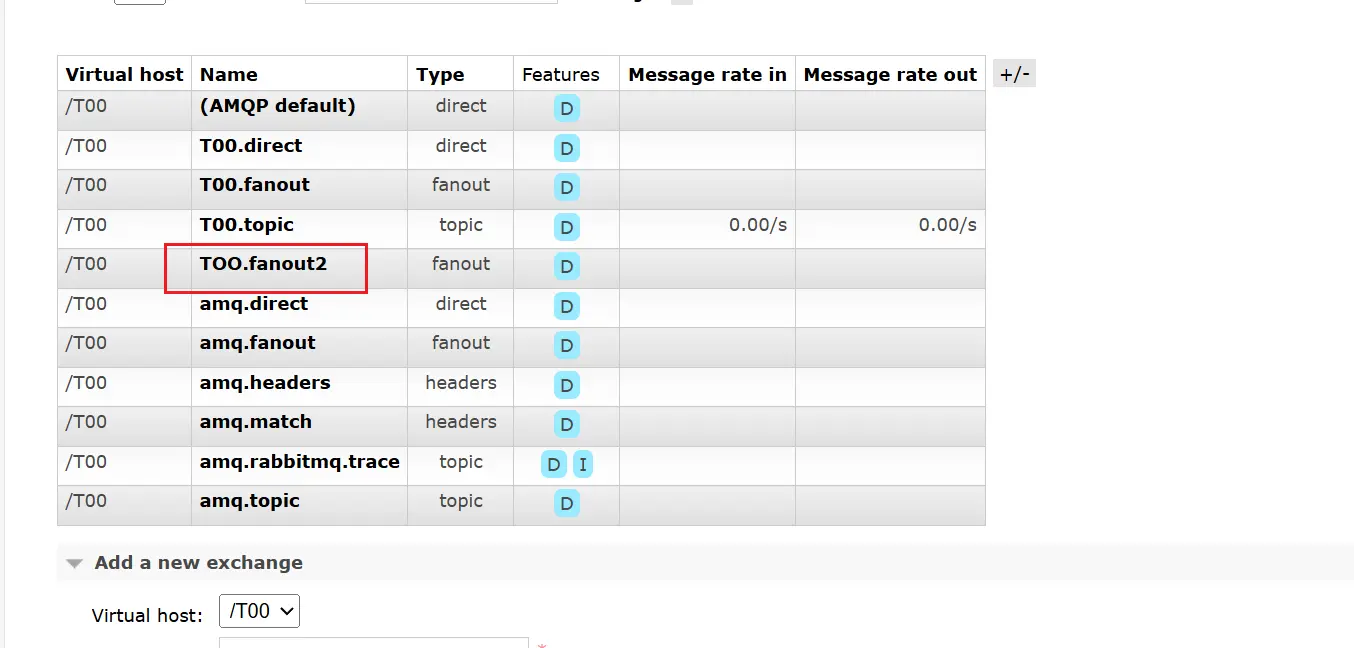 Virtual host Name Type Features Message rate in Message rate out +/-
/T00 (AMQP default) direct D
/T00 T00.direct direct D
/T00 T00.fanout fanout D
/T00 T00.topic topic D 0.00/s 0.00/s
/T00 TOO.fanout2 fanout D
/T00 amq.direct direct D
/T00 amq.fanout fanout D
/T00 amq.headers headers D
/T00 amq.match headers D
/T00 amq.rabbitmq.trace topic D I
/T00 amq.topic topic D
Add a new exchange
Virtual host: /T00
*